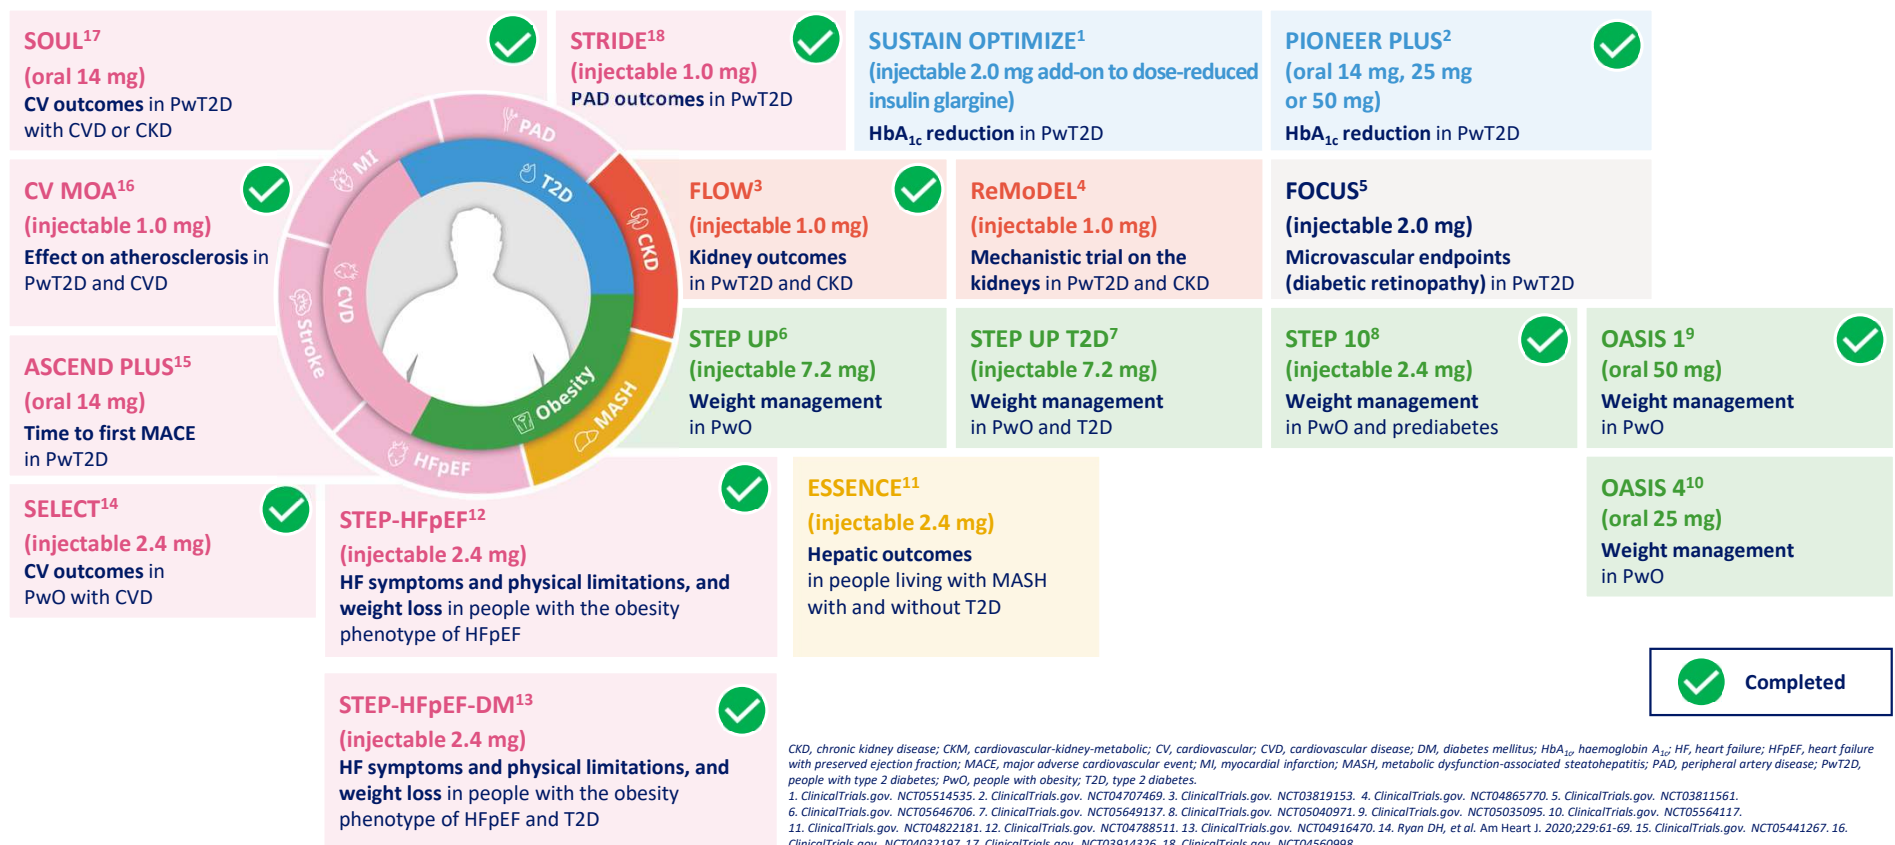 SOUL17
(oral 14 mg)
CV outcomes in PwT2D
with CVD or CKD
STRIDE18
(injectable 1.0 mg)
PAD outcomes in PwT2D
SUSTAIN OPTIMIZE1
(injectable 2.0 mg add-on to dose-reduced
insulin glargine)
HbA1c reduction in PwT2D
PIONEER PLUS2
(oral 14 mg, 25 mg
or 50 mg)
HbA1c reduction in PwT2D
CV MOA16
(injectable 1.0 mg)
Effect on atherosclerosis in
PwT2D and CVD
MI
PAD
T2D
CKD
CVD
Stroke
Obesity
MASH
HFpEF
FLOW3
(injectable 1.0 mg)
Kidney outcomes
in PwT2D and CKD
ReMoDEL4
(injectable 1.0 mg)
Mechanistic trial on the
kidneys in PwT2D and CKD
FOCUS5
(injectable 2.0 mg)
Microvascular endpoints
(diabetic retinopathy) in PwT2D
ASCEND PLUS15
(oral 14 mg)
Time to first MACE
in PwT2D
STEP UP6
(injectable 7.2 mg)
Weight management
in PwO
STEP UP T2D7
(injectable 7.2 mg)
Weight management
in PwO and T2D
STEP 108
(injectable 2.4 mg)
Weight management
in PwO and prediabetes
OASIS 19
(oral 50 mg)
Weight management
in PwO
SELECT14
(injectable 2.4 mg)
CV outcomes in
PwO with CVD
STEP-HFpEF12
(injectable 2.4 mg)
HF symptoms and physical limitations, and
weight loss in people with the obesity
phenotype of HFpEF
ESSENCE11
(injectable 2.4 mg)
Hepatic outcomes
in people living with MASH
with and without T2D
OASIS 410
(oral 25 mg)
Weight management
in PwO
STEP-HFpEF-DM13
(injectable 2.4 mg)
HF symptoms and physical limitations, and
weight loss in people with the obesity
phenotype of HFpEF and T2D
Completed
CKD, chronic kidney disease; CKM, cardiovascular-kidney-metabolic; CV, cardiovascular; CVD, cardiovascular disease; DM, diabetes mellitus; HbA1c, haemoglobin A1c; HF, heart failure; HFpEF, heart failure
with preserved ejection fraction; MACE, major adverse cardiovascular event; MI, myocardial infarction; MASH, metabolic dysfunction-associated steatohepatitis; PAD, peripheral artery disease; PwT2D,
people with type 2 diabetes; PwO, people with obesity; T2D, type 2 diabetes.
1. ClinicalTrials.gov. NCT05514535. 2. ClinicalTrials.gov. NCT04707469. 3. ClinicalTrials.gov. NCT03819153. 4. ClinicalTrials.gov. NCT04865770. 5. ClinicalTrials.gov. NCT03811561.
6. ClinicalTrials.gov. NCT05646706. 7. ClinicalTrials.gov. NCT05649137. 8. ClinicalTrials.gov. NCT05040971. 9. ClinicalTrials.gov. NCT05035095. 10. ClinicalTrials.gov. NCT05564117.
11. ClinicalTrials.gov. NCT04822181. 12. ClinicalTrials.gov. NCT04788511. 13. ClinicalTrials.gov. NCT04916470. 14. Ryan DH, et al. Am Heart J. 2020;229:61-69. 15. ClinicalTrials.gov. NCT05441267. 16.
ClinicalTrials.gov. NCT04032197. 17. ClinicalTrials.gov. NCT03914326. 18. ClinicalTrials.gov. NCT04560998.